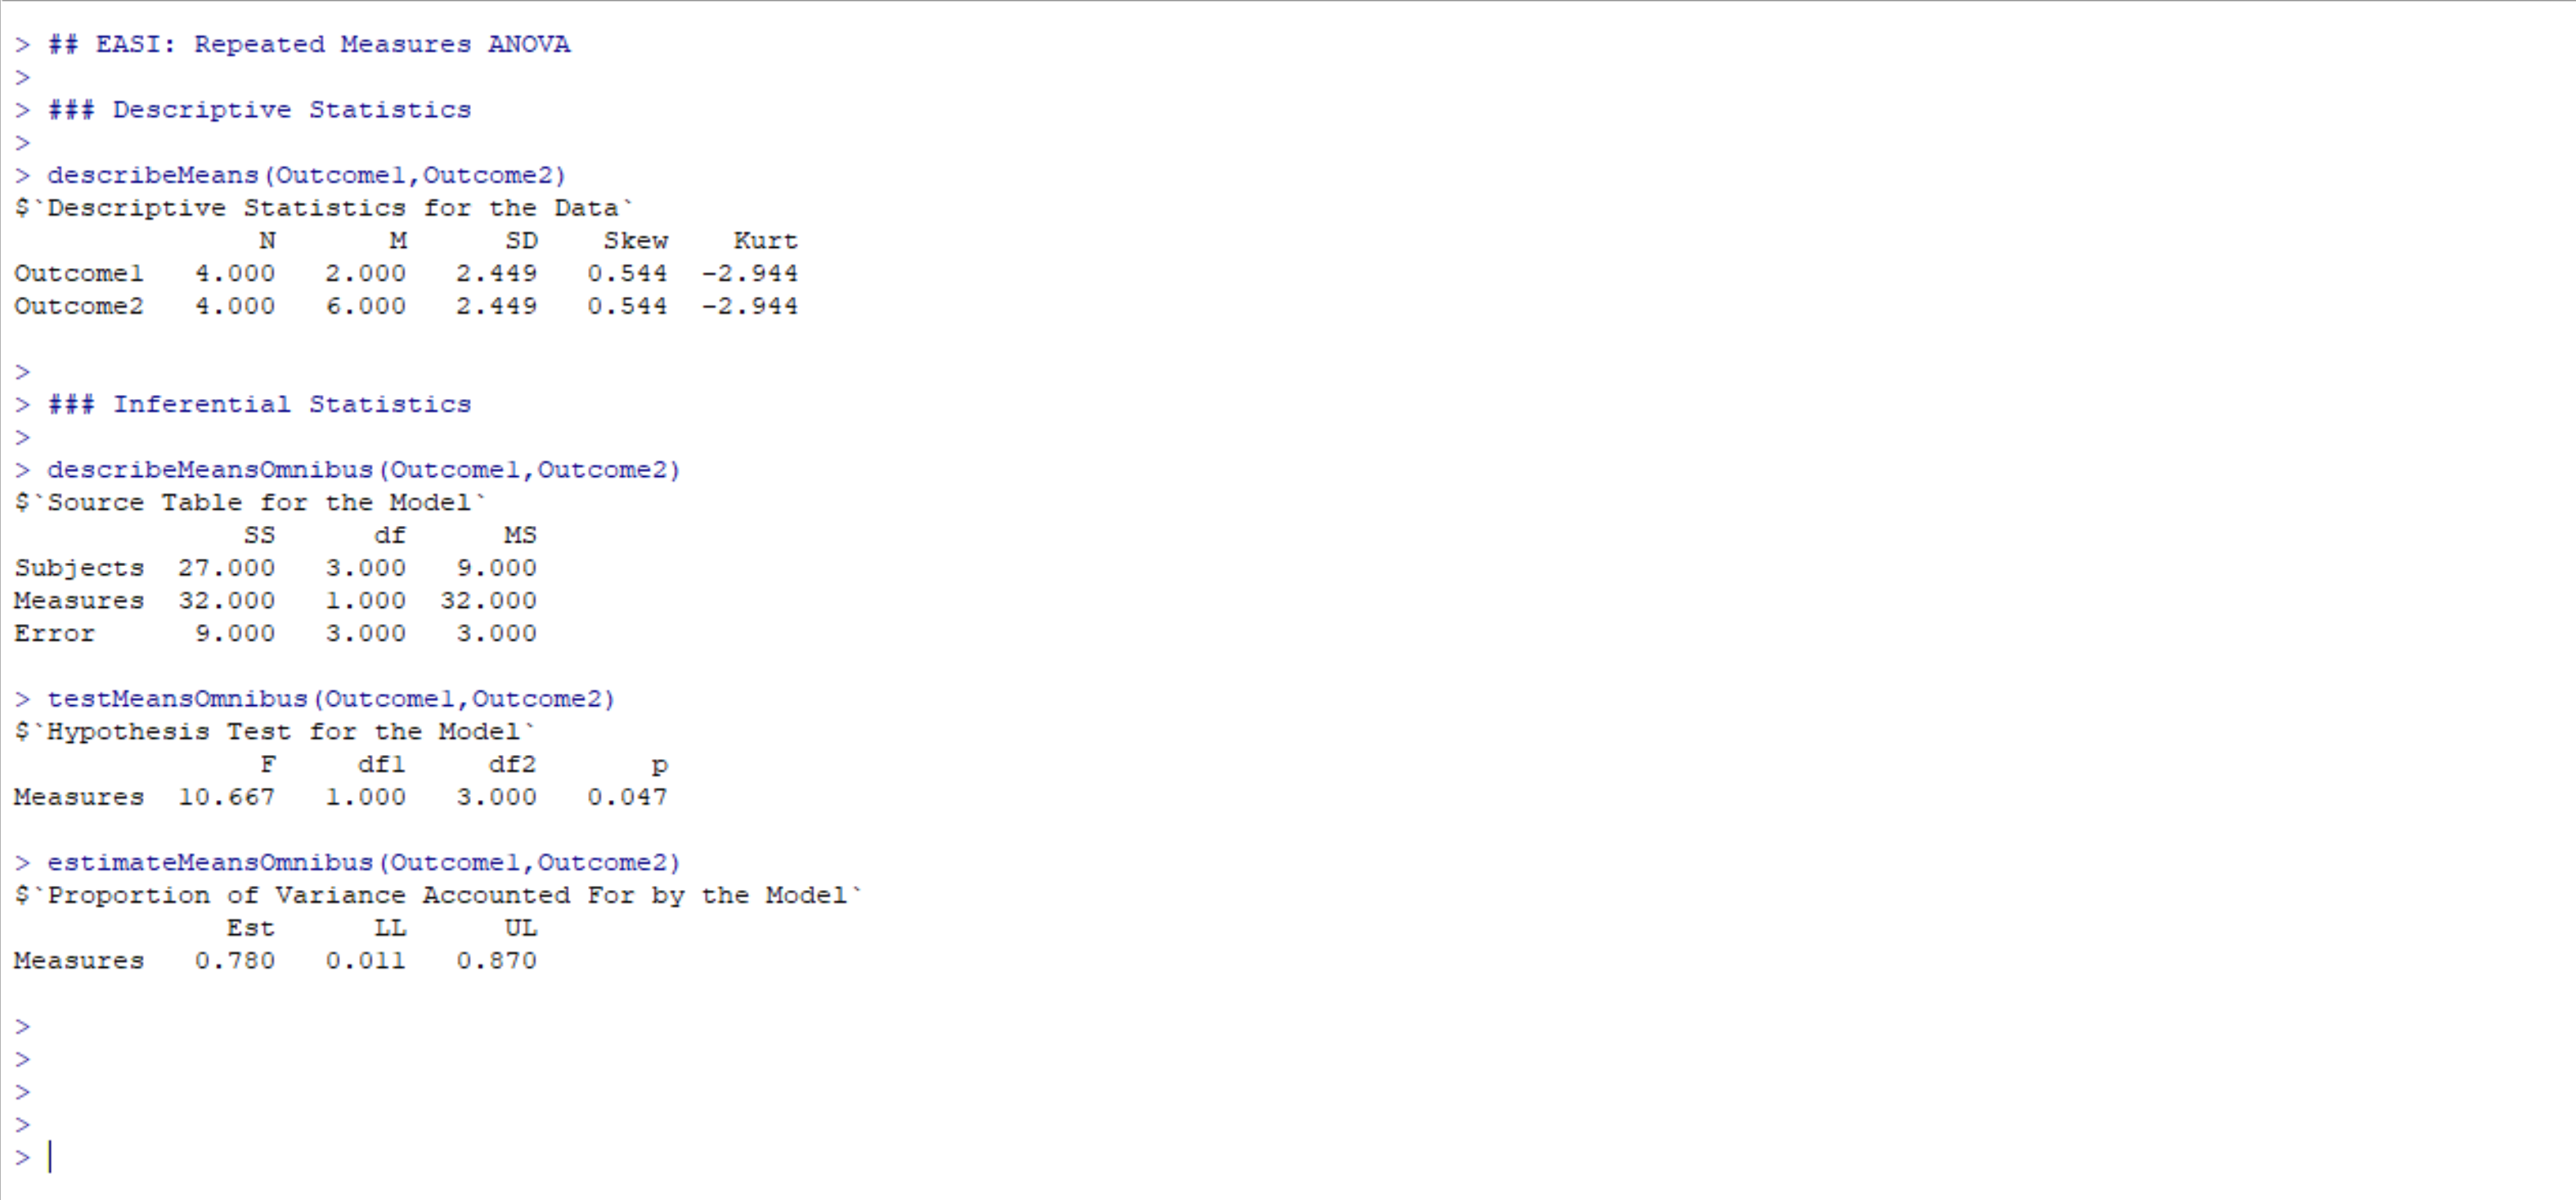 > ## EASI: Repeated Measures ANOVA
>
> ### Descriptive Statistics
>
> describeMeans(Outcome1,Outcome2)
$`Descriptive Statistics for the Data`
               N       M      SD    Skew    Kurt
Outcome1   4.000   2.000   2.449   0.544  -2.944
Outcome2   4.000   6.000   2.449   0.544  -2.944
>
> ### Inferential Statistics
>
> describeMeansOmnibus(Outcome1,Outcome2)
$`Source Table for the Model`
              SS      df      MS
Subjects  27.000   3.000   9.000
Measures  32.000   1.000  32.000
Error      9.000   3.000   3.000
> testMeansOmnibus(Outcome1,Outcome2)
$`Hypothesis Test for the Model`
               F     df1     df2       p
Measures  10.667   1.000   3.000   0.047
> estimateMeansOmnibus(Outcome1,Outcome2)
$`Proportion of Variance Accounted For by the Model`
             Est      LL      UL
Measures   0.780   0.011   0.870
>
>
>
>
>